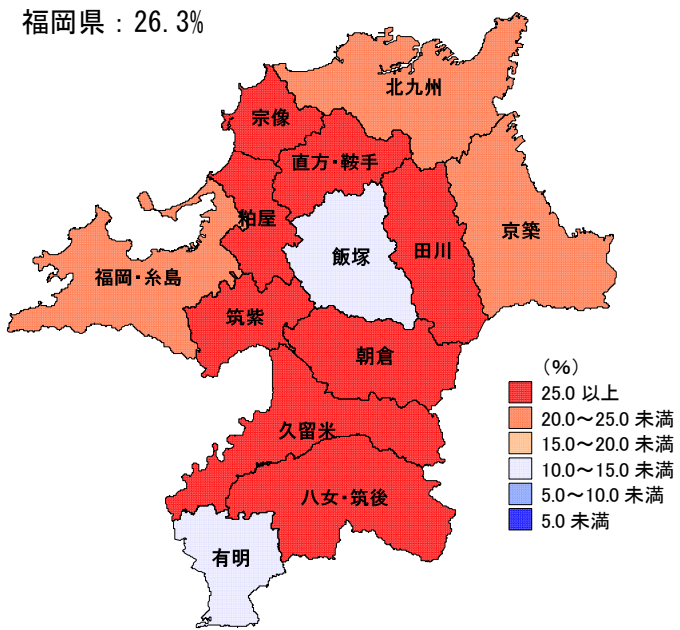 福岡県：26.3%
北九州
宗像
直方・鞍手
粕屋
京築
飯塚
田川
福岡・糸島
筑紫
朝倉
（%）
25.0 以上
20.0～25.0 未満
15.0～20.0 未満
10.0～15.0 未満
5.0～10.0 未満
5.0 未満
久留米
八女・筑後
有明